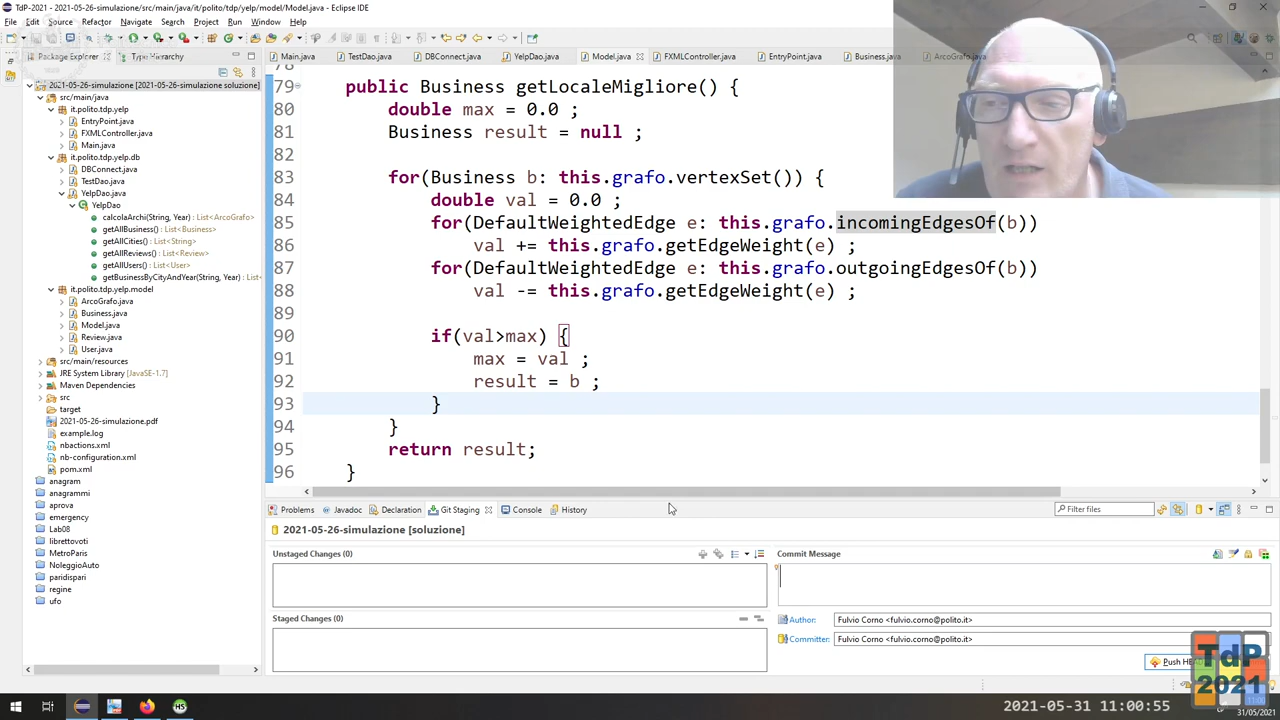 TdP-2021 - 2021-05-26-simulazione/src/main/java/it/polito/tdp/yelp/model/Model.java - Eclipse IDE
File Edit Source Refactor Navigate Search Project Run Window Help
Package Explorer Type Hierarchy
2021-05-26-simulazione [2021-05-26-simulazione soluzione]
src/main/java
it.polito.tdp.yelp
EntryPoint.java
FXMLController.java
Main.java
it.polito.tdp.yelp.db
DBConnect.java
TestDao.java
YelpDao.java
YelpDao
calcolaArchi(String, Year) : List<ArcoGrafo>
getAllBusiness() : List<Business>
getAllCities() : List<String>
getAllReviews() : List<Review>
getAllUsers() : List<User>
getBusinessByCityAndYear(String, Year) : List<
it.polito.tdp.yelp.model
ArcoGrafo.java
Business.java
Model.java
Review.java
User.java
src/main/resources
JRE System Library [JavaSE-1.7]
Maven Dependencies
src
target
2021-05-26-simulazione.pdf
example.log
nbactions.xml
nb-configuration.xml
pom.xml
anagram
anagrammi
aprova
emergency
Lab08
librettovoti
MetroParis
NoleggioAuto
paridispari
regine
ufo
Main.java TestDao.java DBConnect.java YelpDao.java Model.java FXMLController.java EntryPoint.java Business.java ArcoGrafo.java
78
79 public Business getLocaleMigliore() {
80 double max = 0.0 ;
81 Business result = null ;
82
83 for(Business b: this.grafo.vertexSet()) {
84 double val = 0.0 ;
85 for(DefaultWeightedEdge e: this.grafo.incomingEdgesOf(b))
86 val += this.grafo.getEdgeWeight(e) ;
87 for(DefaultWeightedEdge e: this.grafo.outgoingEdgesOf(b))
88 val -= this.grafo.getEdgeWeight(e) ;
89
90 if(val>max) {
91 max = val ;
92 result = b ;
93 }
94 }
95 return result;
96 }
Problems Javadoc Declaration Git Staging Console History
Filter files
2021-05-26-simulazione [soluzione]
Unstaged Changes (0)
Staged Changes (0)
Commit Message
Author: Fulvio Corno <fulvio.corno@polito.it>
Committer: Fulvio Corno <fulvio.corno@polito.it>
Push HE
TdP
2021
HS
2021-05-31 11:00:55
31/05/2021